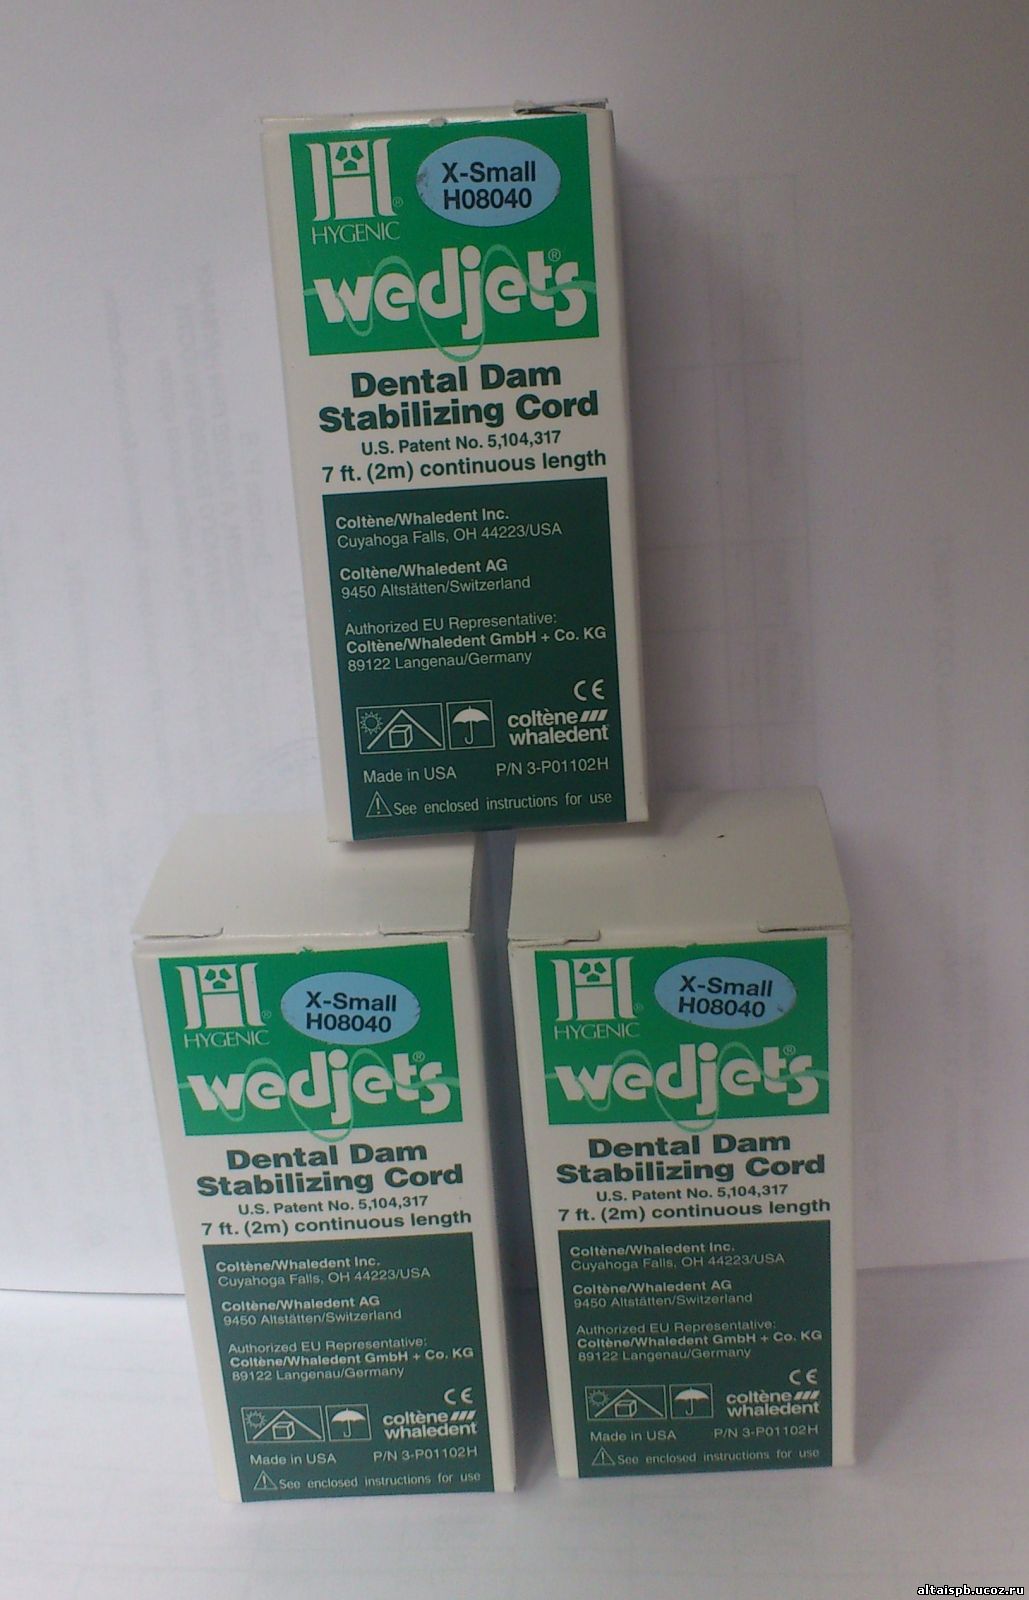 HYGENIC®
X-Small
H08040
wedjets®
Dental Dam
Stabilizing Cord
U.S. Patent No. 5,104,317
7 ft. (2m) continuous length
Coltène/Whaledent Inc.
Cuyahoga Falls, OH 44223/USA
Coltène/Whaledent AG
9450 Altstätten/Switzerland
Authorized EU Representative:
Coltène/Whaledent GmbH + Co. KG
89122 Langenau/Germany
CE
coltène
whaledent
Made in USA P/N 3-P01102H
See enclosed instructions for use
HYGENIC®
X-Small
H08040
wedjets®
Dental Dam
Stabilizing Cord
U.S. Patent No. 5,104,317
7 ft. (2m) continuous length
Coltène/Whaledent Inc.
Cuyahoga Falls, OH 44223/USA
Coltène/Whaledent AG
9450 Altstätten/Switzerland
Authorized EU Representative:
Coltène/Whaledent GmbH + Co. KG
89122 Langenau/Germany
CE
coltène
whaledent
Made in USA P/N 3-P01102H
See enclosed instructions for use
HYGENIC®
X-Small
H08040
wedjets®
Dental Dam
Stabilizing Cord
U.S. Patent No. 5,104,317
7 ft. (2m) continuous length
Coltène/Whaledent Inc.
Cuyahoga Falls, OH 44223/USA
Coltène/Whaledent AG
9450 Altstätten/Switzerland
Authorized EU Representative:
Coltène/Whaledent GmbH + Co. KG
89122 Langenau/Germany
CE
coltène
whaledent
Made in USA P/N 3-P01102H
See enclosed instructions for use
altaispb.ucoz.ru